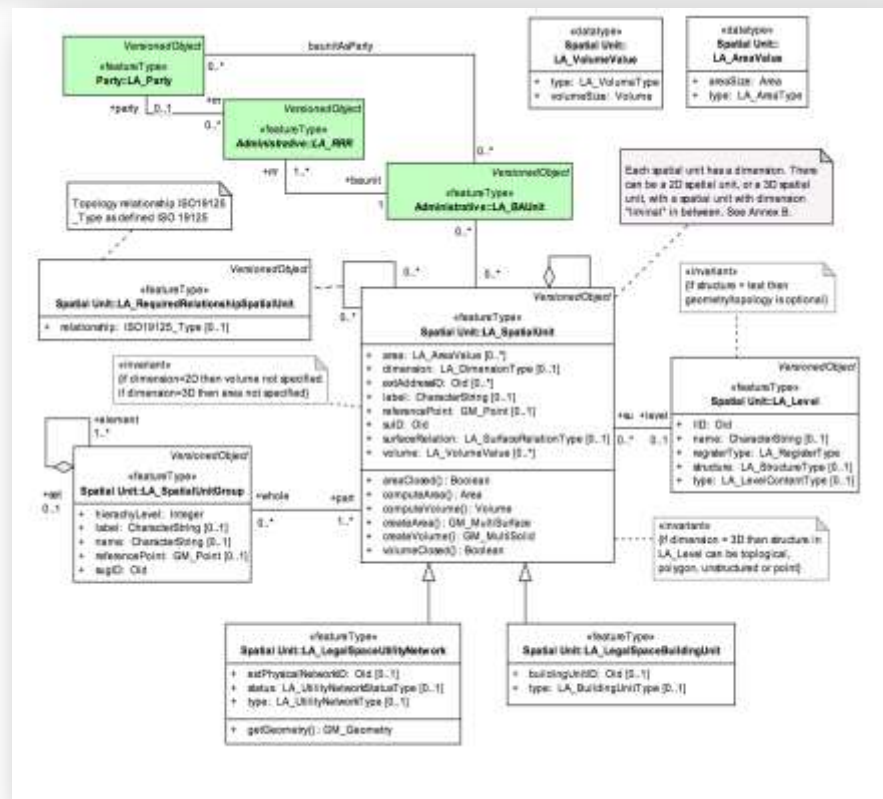 VersionedObject
«featureType»
Party::LA_Party
baunitAsParty
0..*
+party
0..1
+rrr
0..*
VersionedObject
«featureType»
Administrative::LA_RRR
+rrr
1..*
+baunit
1
0..*
VersionedObject
«featureType»
Administrative::LA_BAUnit
0..*
0..*
«datatype»
Spatial Unit::
LA_VolumeValue
+ type: LA_VolumeType
+ volumeSize: Volume
«datatype»
Spatial Unit::
LA_AreaValue
+ areaSize: Area
+ type: LA_AreaType
Each spatial unit has a dimension. There
can be a 2D spatial unit, or a 3D spatial
unit, with a spatial unit with dimension
"liminal" in between. See Annex B.
Topology relationship ISO19125
_Type as defined ISO 19125
VersionedObject
«featureType»
Spatial Unit::LA_RequiredRelationshipSpatialUnit
+ relationship: ISO19125_Type [0..1]
0..*
0..*
VersionedObject
«featureType»
Spatial Unit::LA_SpatialUnit
+ area: LA_AreaValue [0..*]
+ dimension: LA_DimensionType [0..1]
+ extAddressID: Oid [0..*]
+ label: CharacterString [0..1]
+ referencePoint: GM_Point [0..1]
+ suID: Oid
+ surfaceRelation: LA_SurfaceRelationType [0..1]
+ volume: LA_VolumeValue [0..*]
+ areaClosed() : Boolean
+ computeArea() : Area
+ computeVolume() : Volume
+ createArea() : GM_MultiSurface
+ createVolume() : GM_MultiSolid
+ volumeClosed() : Boolean
«invariant»
{if structure = text then
geometry/topology is optional}
VersionedObject
«featureType»
Spatial Unit::LA_Level
+ lID: Oid
+ name: CharacterString [0..1]
+ registerType: LA_RegisterType
+ structure: LA_StructureType [0..1]
+ type: LA_LevelContentType [0..1]
+su
+level
0..*
0..1
«invariant»
{if dimension=2D then volume not specified
if dimension=3D then area not specified}
+element
1..*
+set
0..1
VersionedObject
«featureType»
Spatial Unit::LA_SpatialUnitGroup
+ hierachyLevel: Integer
+ label: CharacterString [0..1]
+ name: CharacterString [0..1]
+ referencePoint: GM_Point [0..1]
+ sugID: Oid
+whole
+part
0..*
1..*
«invariant»
{if dimension = 3D then structure in
LA_Level can be toplogical,
polygon, unstructured or point}
«featureType»
Spatial Unit::LA_LegalSpaceUtilityNetwork
+ extPhysicalNetworkID: Oid [0..1]
+ status: LA_UtilityNetworkStatusType [0..1]
+ type: LA_UtilityNetworkType [0..1]
+ getGeometry() : GM_Geometry
«featureType»
Spatial Unit::LA_LegalSpaceBuildingUnit
+ buildingUnitID: Oid [0..1]
+ type: LA_BuildingUnitType [0..1]